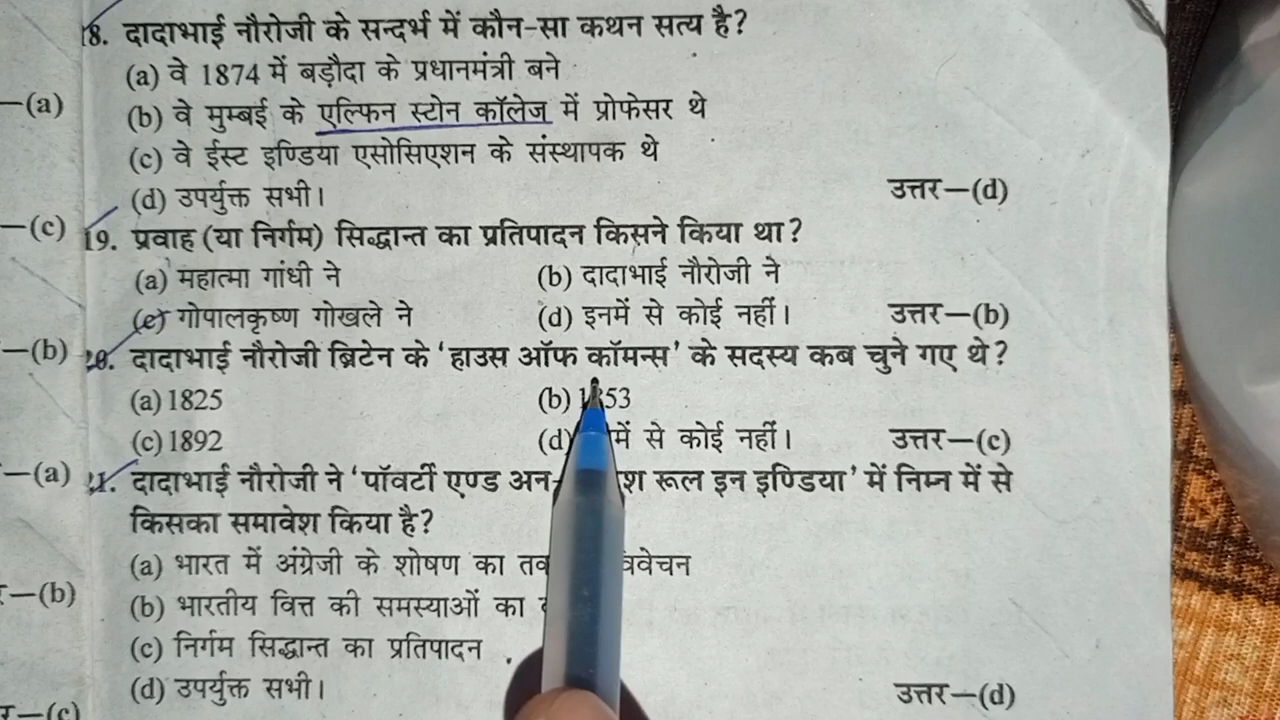 18. दादाभाई नौरोजी के सन्दर्भ में कौन-सा कथन सत्य है?
(a) वे 1874 में बड़ौदा के प्रधानमंत्री बने
—(a)
(b) वे मुम्बई के एल्फिन स्टोन कॉलेज में प्रोफेसर थे
(c) वे ईस्ट इण्डिया एसोसिएशन के संस्थापक थे
(d) उपर्युक्त सभी। उत्तर—(d)
—(c)
19. प्रवाह (या निर्गम) सिद्धान्त का प्रतिपादन किसने किया था?
(a) महात्मा गांधी ने (b) दादाभाई नौरोजी ने
(c) गोपालकृष्ण गोखले ने (d) इनमें से कोई नहीं। उत्तर—(b)
—(b)
20. दादाभाई नौरोजी ब्रिटेन के 'हाउस ऑफ कॉमन्स' के सदस्य कब चुने गए थे?
(a) 1825 (b) 1853
(c) 1892 (d) में से कोई नहीं। उत्तर—(c)
—(a)
21. दादाभाई नौरोजी ने 'पॉवर्टी एण्ड अन- रूल इन इण्डिया' में निम्न में से
किसका समावेश किया है?
(a) भारत में अंग्रेजी के शोषण का
—(b)
(b) भारतीय वित्त की समस्याओं का
(c) निर्गम सिद्धान्त का प्रतिपादन
(d) उपर्युक्त सभी। उत्तर—(d)
—(c)